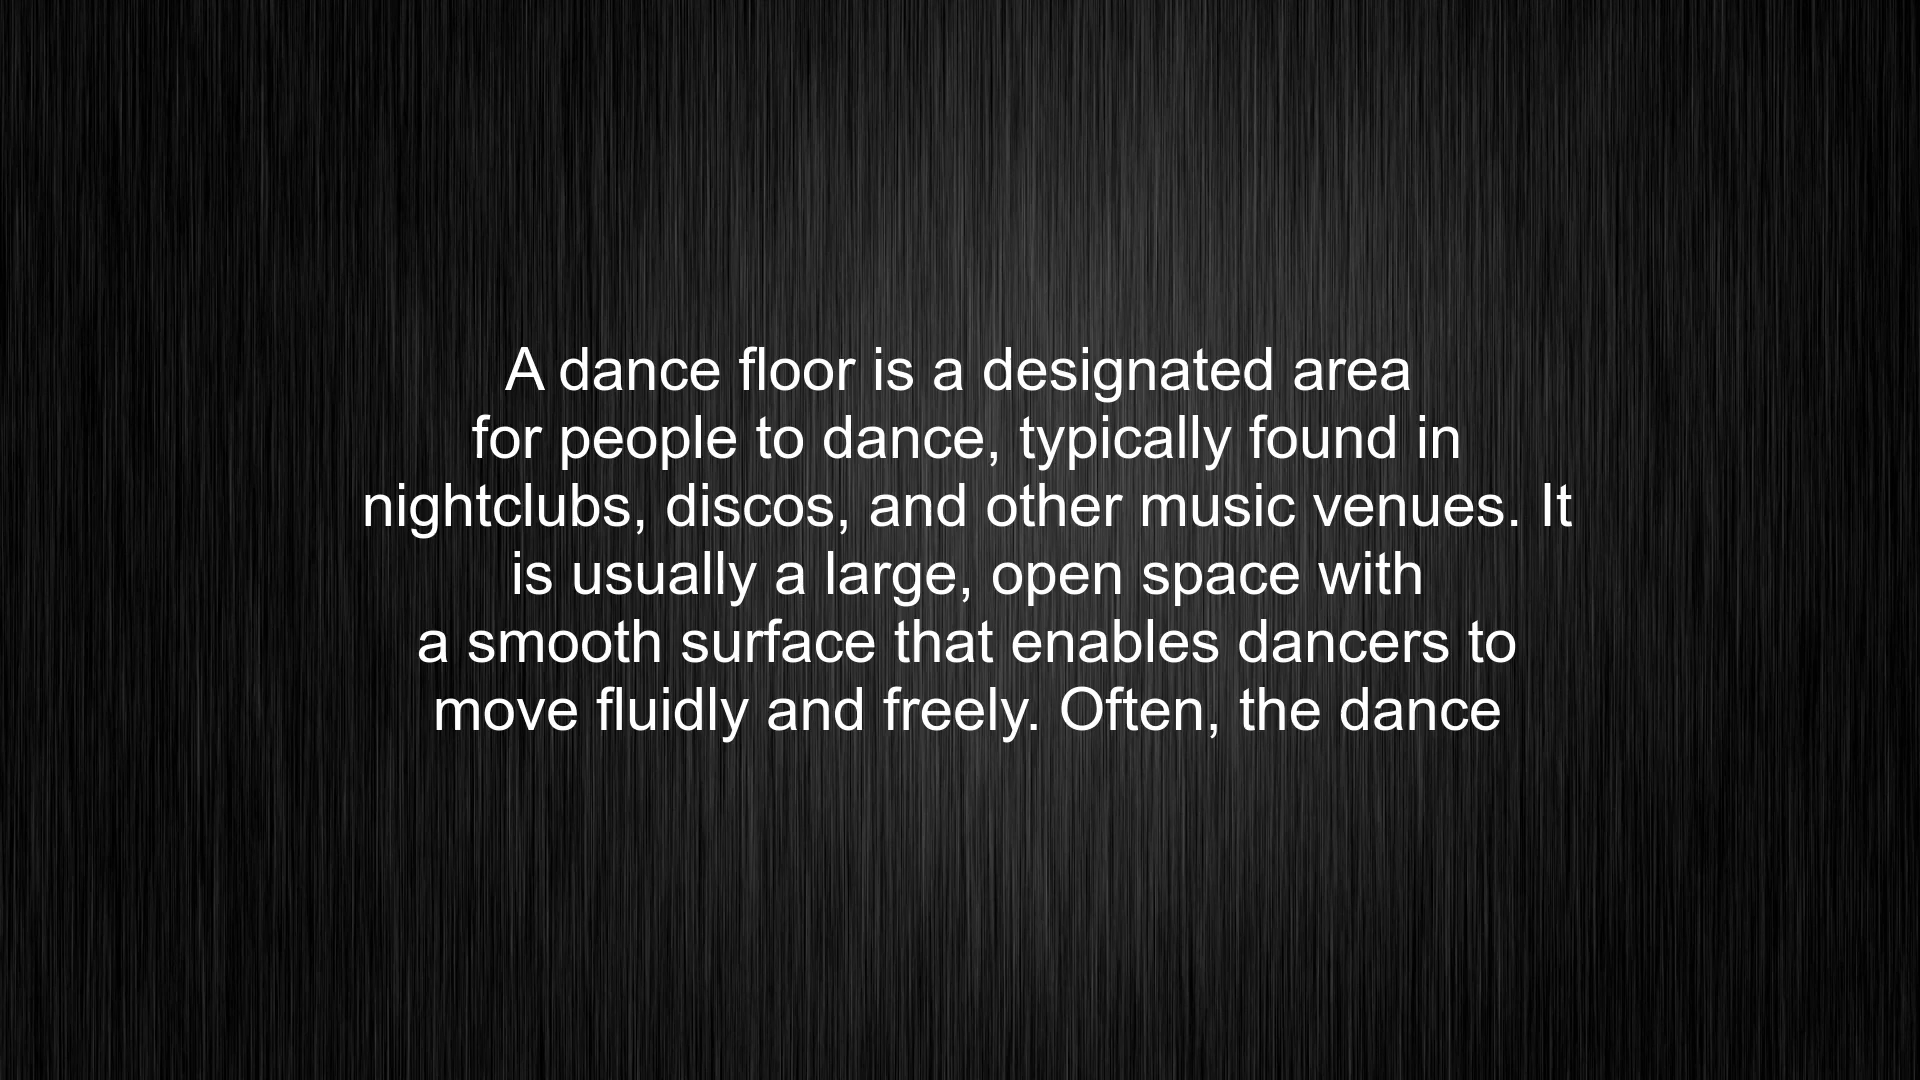 A dance floor is a designated area
for people to dance, typically found in
nightclubs, discos, and other music venues. It
is usually a large, open space with
a smooth surface that enables dancers to
move fluidly and freely. Often, the dance